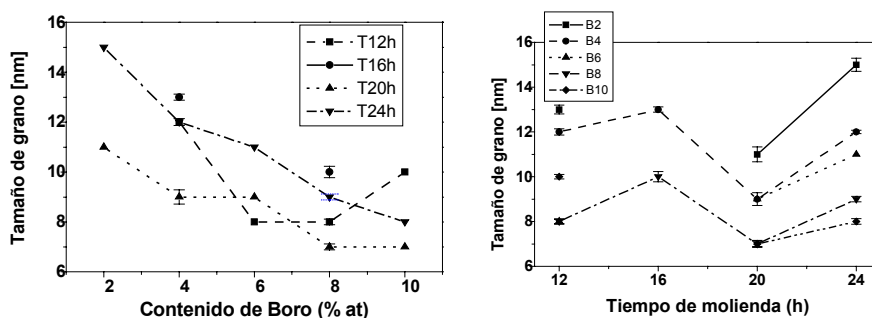 Tamaño de grano [nm]
16
14
12
10
8
6
2
4
6
8
10
Contenido de Boro (% at)
T12h
T16h
T20h
T24h
Tamaño de grano [nm]
16
14
12
10
8
6
12
16
20
24
Tiempo de molienda (h)
B2
B4
B6
B8
B10